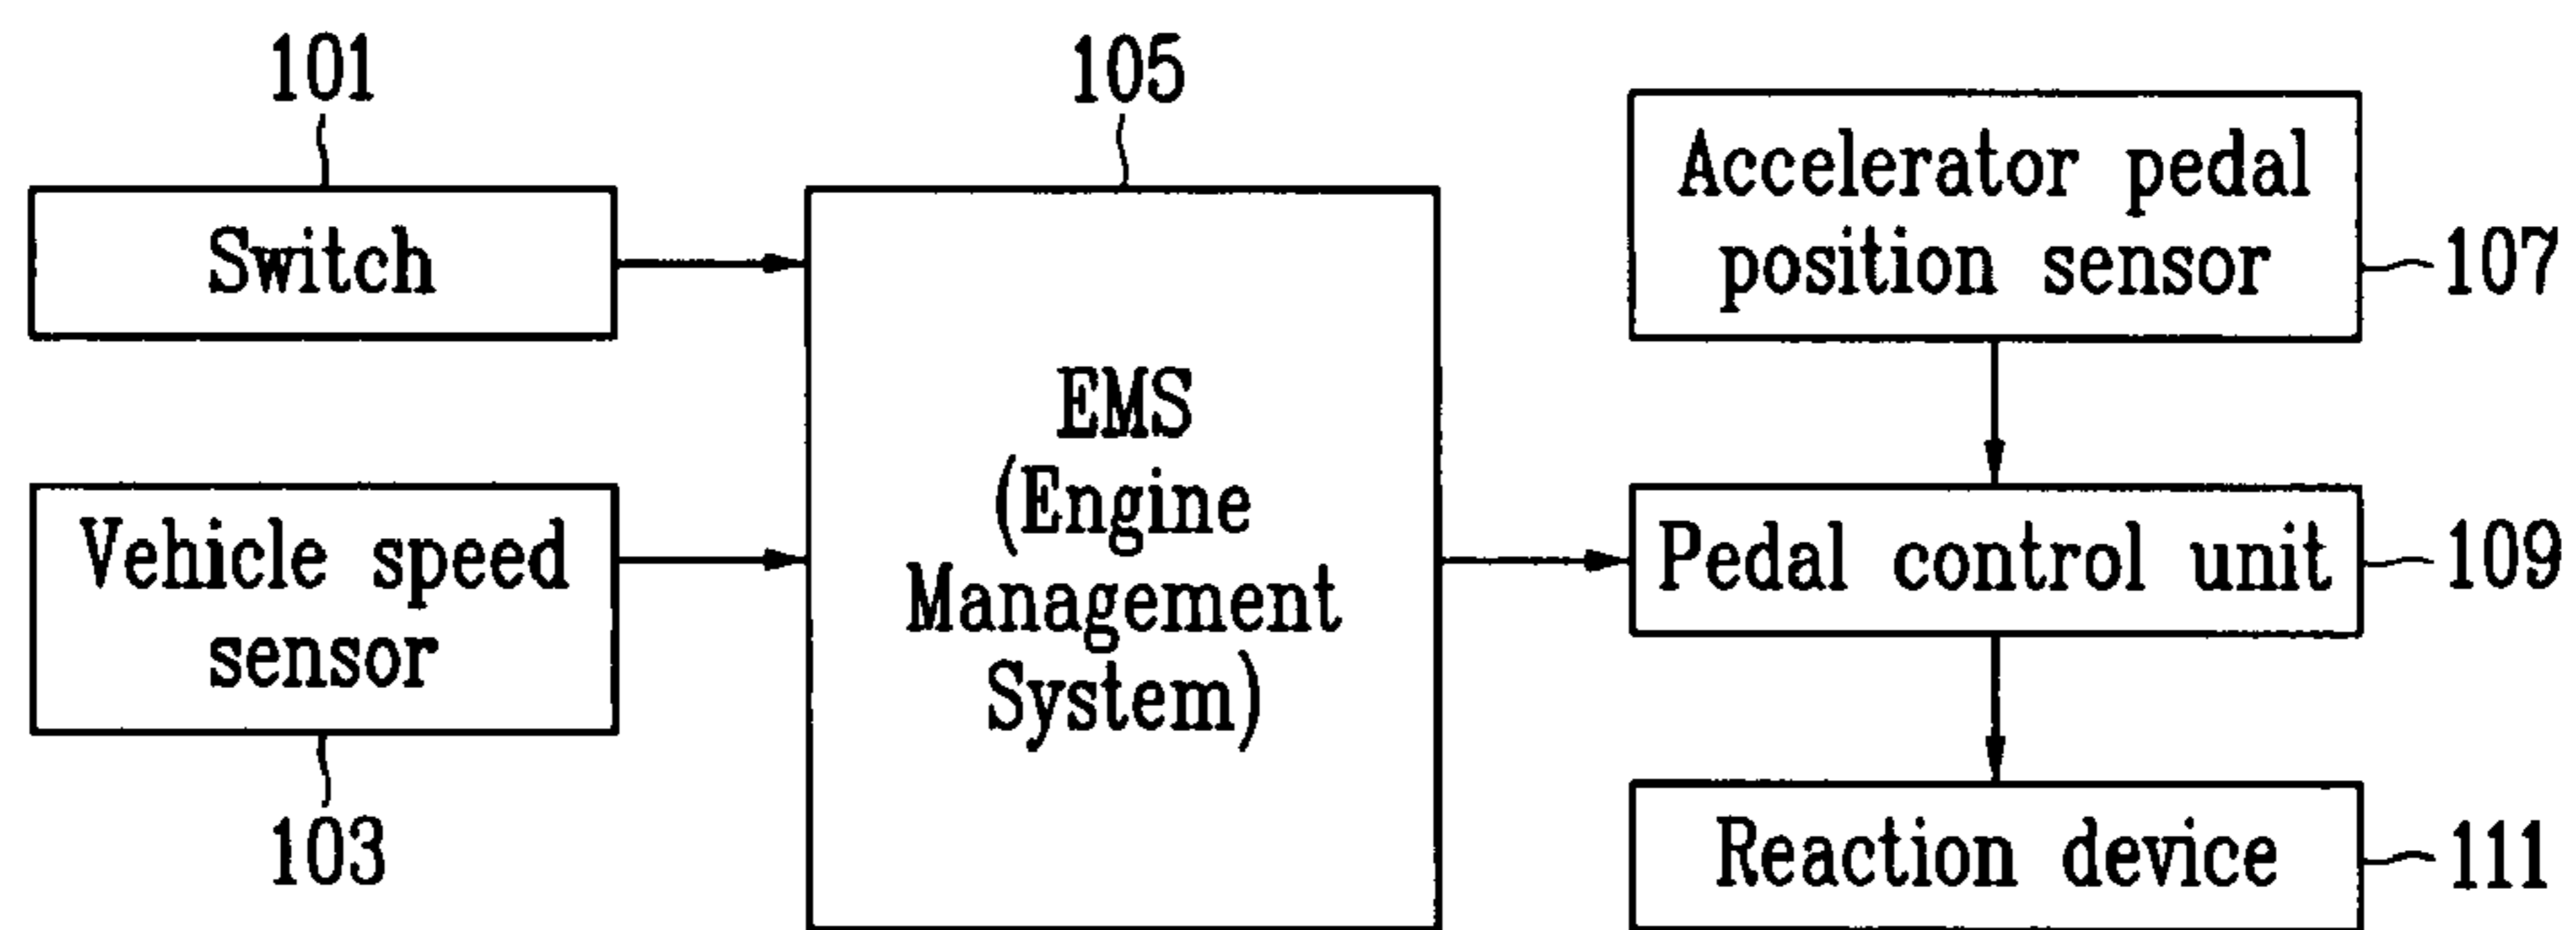 101
105
Switch
Accelerator pedal
position sensor
107
Vehicle speed
sensor
103
EMS
(Engine
Management
System)
Pedal control unit
109
Reaction device
111